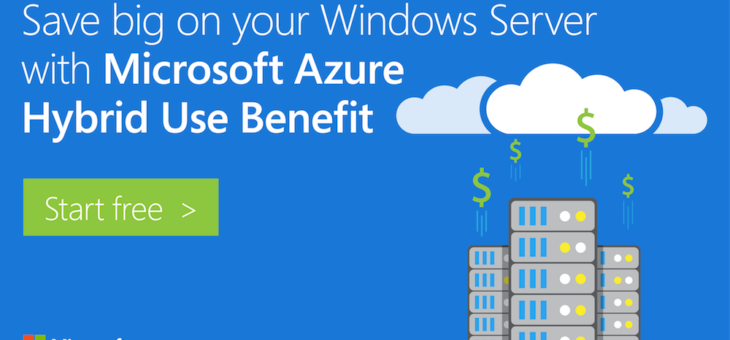 Save big on your Windows Server
with Microsoft Azure
Hybrid Use Benefit
Start free >
$
$
$
$